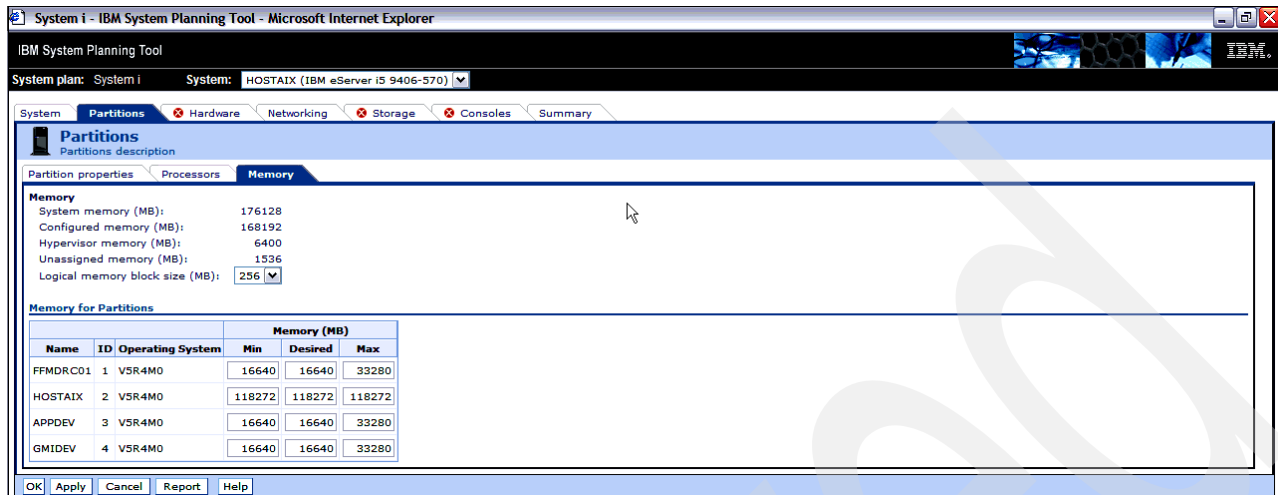 System i - IBM System Planning Tool - Microsoft Internet Explorer
IBM System Planning Tool
IBM.
System plan: System i System: HOSTAIX (IBM eServer i5 9406-570)
System Partitions Hardware Networking Storage Consoles Summary
Partitions
Partitions description
Partition properties Processors Memory
Memory
System memory (MB): 176128
Configured memory (MB): 168192
Hypervisor memory (MB): 6400
Unassigned memory (MB): 1536
Logical memory block size (MB): 256
Memory for Partitions
Memory (MB)
Name ID Operating System Min Desired Max
FFMDRC01 1 V5R4M0 16640 16640 33280
HOSTAIX 2 V5R4M0 118272 118272 118272
APPDEV 3 V5R4M0 16640 16640 33280
GMIDEV 4 V5R4M0 16640 16640 33280
OK Apply Cancel Report Help